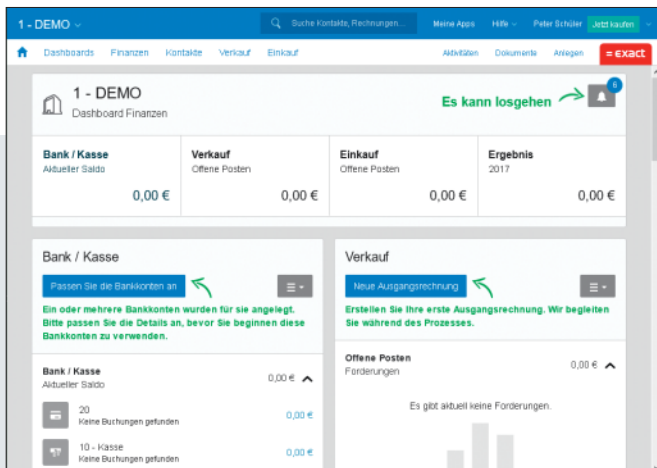 1 - DEMO
Suche Kontakte, Rechnungen...
Meine Apps
Hilfe
Peter Schüler
Jetzt kaufen
Dashboards
Finanzen
Kontakte
Verkauf
Einkauf
Aktivitäten
Dokumente
Anlegen
= exact
1 - DEMO
Dashboard Finanzen
Es kann losgehen
6
Bank / Kasse
Aktueller Saldo
0,00 €
Verkauf
Offene Posten
0,00 €
Einkauf
Offene Posten
0,00 €
Ergebnis
2017
0,00 €
Bank / Kasse
Passen Sie die Bankkonten an
Ein oder mehrere Bankkonten wurden für sie angelegt.
Bitte passen Sie die Details an, bevor Sie beginnen diese
Bankkonten zu verwenden.
Bank / Kasse
Aktueller Saldo
0,00 €
20
Keine Buchungen gefunden
0,00 €
10 - Kasse
Keine Buchungen gefunden
0,00 €
Verkauf
Neue Ausgangsrechnung
Erstellen Sie Ihre erste Ausgangsrechnung. Wir begleiten
Sie während des Prozesses.
Offene Posten
Forderungen
0,00 €
Es gibt aktuell keine Forderungen.